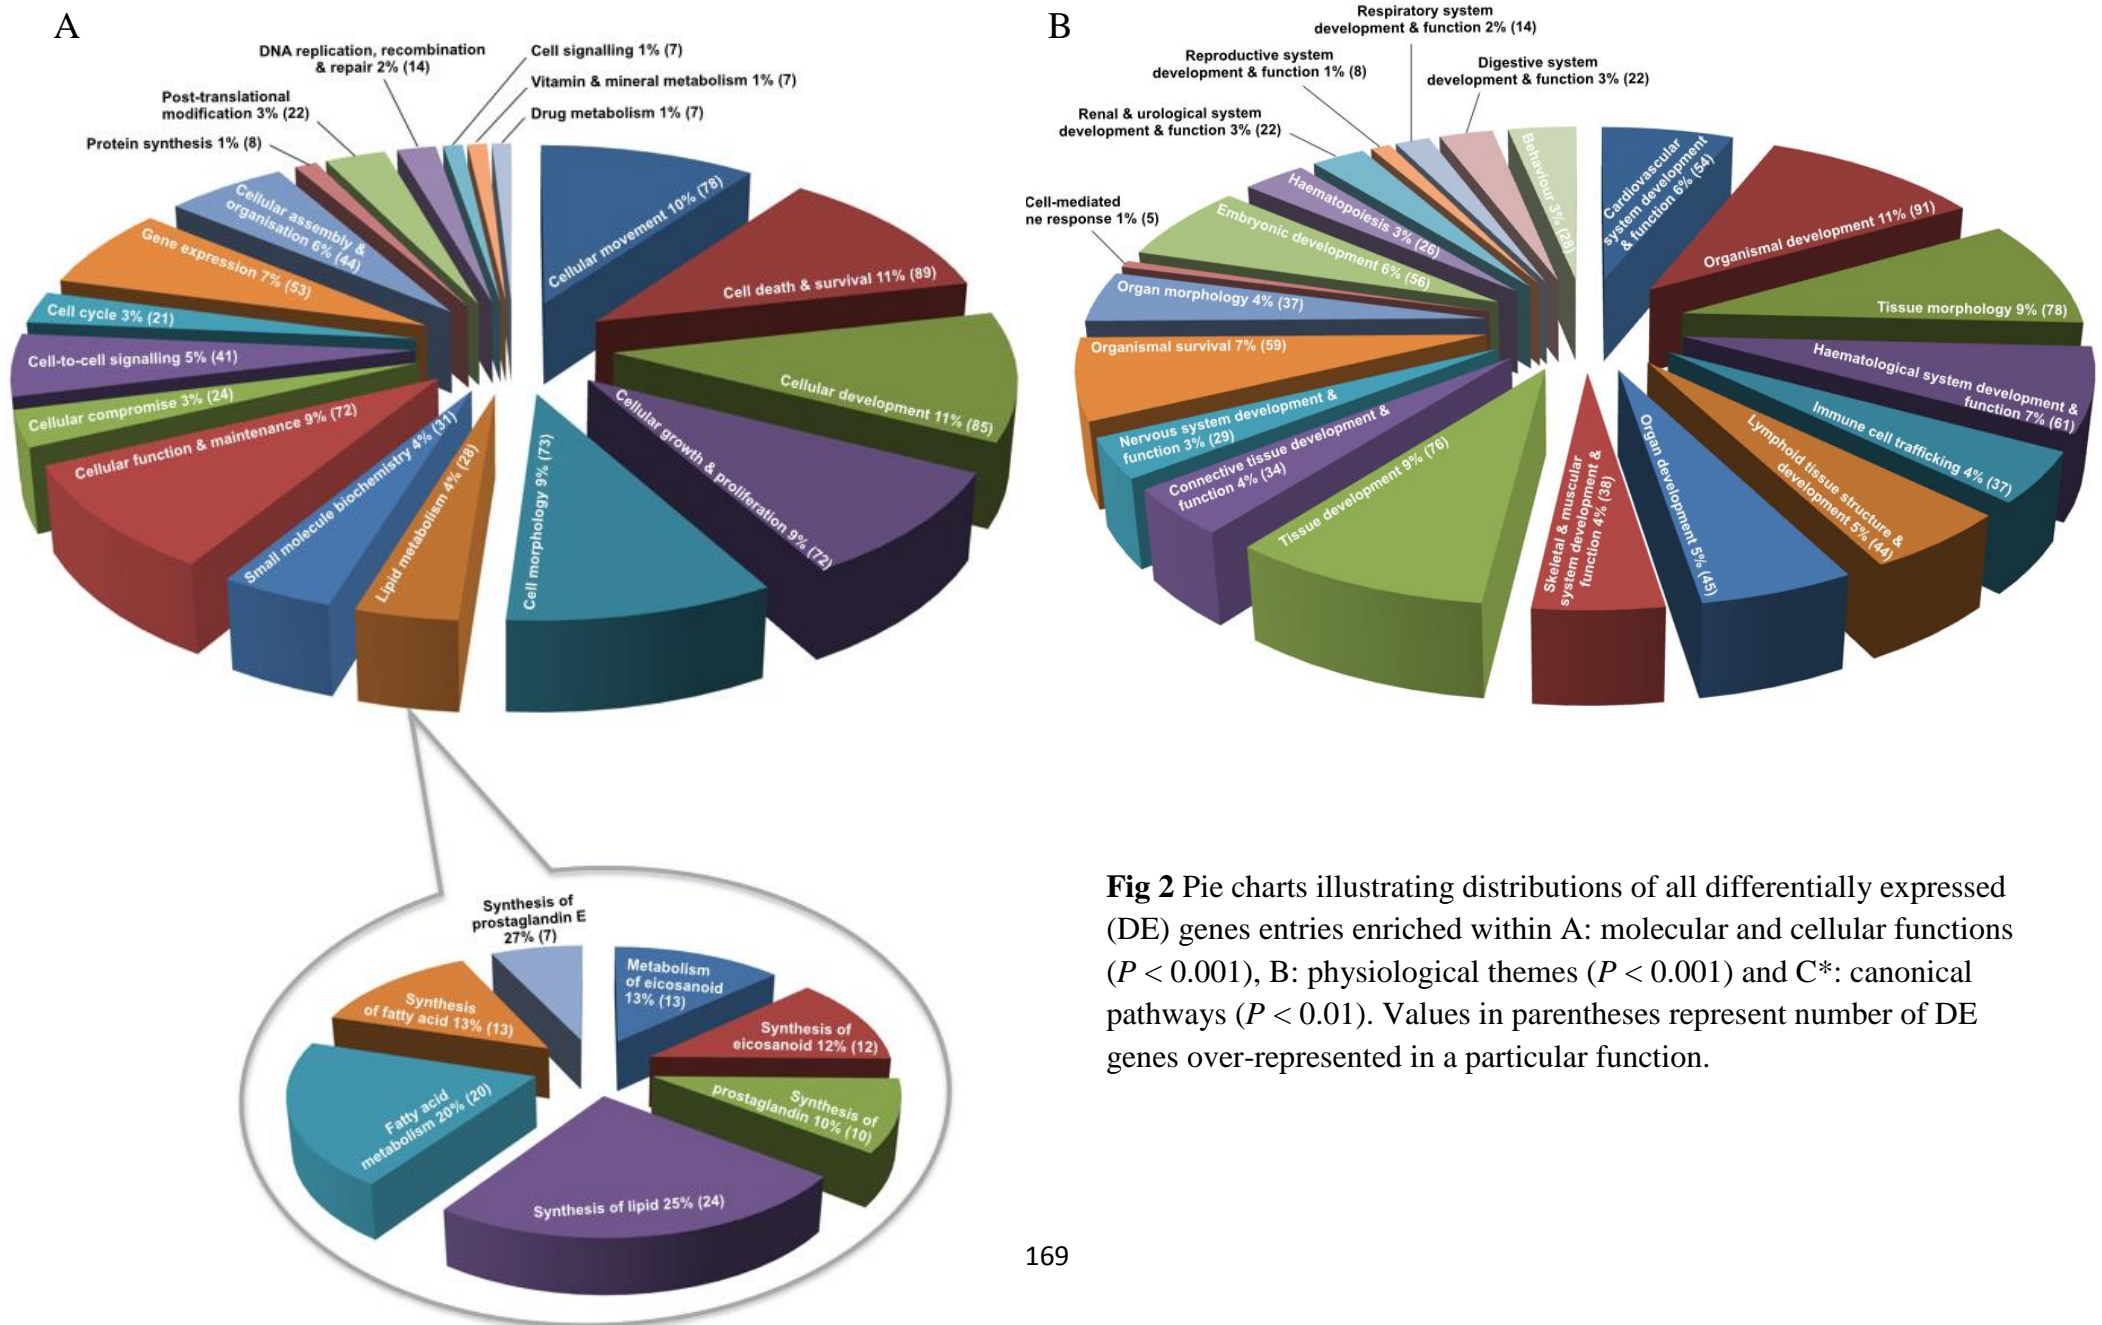 A
DNA replication, recombination
& repair 2% (14)
Cell signalling 1% (7)
Vitamin & mineral metabolism 1% (7)
Drug metabolism 1% (7)
Post-translational
modification 3% (22)
Protein synthesis 1% (8)
Cellular assembly &
organisation 6% (44)
Gene expression 7% (53)
Cell cycle 3% (21)
Cell-to-cell signalling 5% (41)
Cellular compromise 3% (24)
Cellular function & maintenance 9% (72)
Small molecule biochemistry 4% (31)
Lipid metabolism 4% (28)
Cell morphology 9% (73)
Cellular growth & proliferation 9% (72)
Cellular development 11% (85)
Cell death & survival 11% (89)
Cellular movement 10% (78)
Synthesis of
prostaglandin E
27% (7)
Metabolism
of eicosanoid
13% (13)
Synthesis of
eicosanoid 12% (12)
Synthesis of
prostaglandin 10% (10)
Synthesis of lipid 25% (24)
Fatty acid
metabolism 20% (20)
Synthesis
of fatty acid 13% (13)
B
Respiratory system
development & function 2% (14)
Reproductive system
development & function 1% (8)
Digestive system
development & function 3% (22)
Renal & urological system
development & function 3% (22)
Cell-mediated
ne response 1% (5)
Behaviour 3% (28)
Cardiovascular
system development
& function 6% (54)
Organismal development 11% (91)
Tissue morphology 9% (78)
Haematological system development &
function 7% (61)
Immune cell trafficking 4% (37)
Lymphoid tissue structure &
development 5% (44)
Organ development 5% (45)
Skeletal & muscular
system development &
function 4% (38)
Tissue development 9% (76)
Connective tissue development &
function 4% (34)
Nervous system development &
function 3% (29)
Organismal survival 7% (59)
Organ morphology 4% (37)
Embryonic development 6% (56)
Haematopoiesis 3% (26)
Fig 2 Pie charts illustrating distributions of all differentially expressed
(DE) genes entries enriched within A: molecular and cellular functions
(P < 0.001), B: physiological themes (P < 0.001) and C*: canonical
pathways (P < 0.01). Values in parentheses represent number of DE
genes over-represented in a particular function.
169